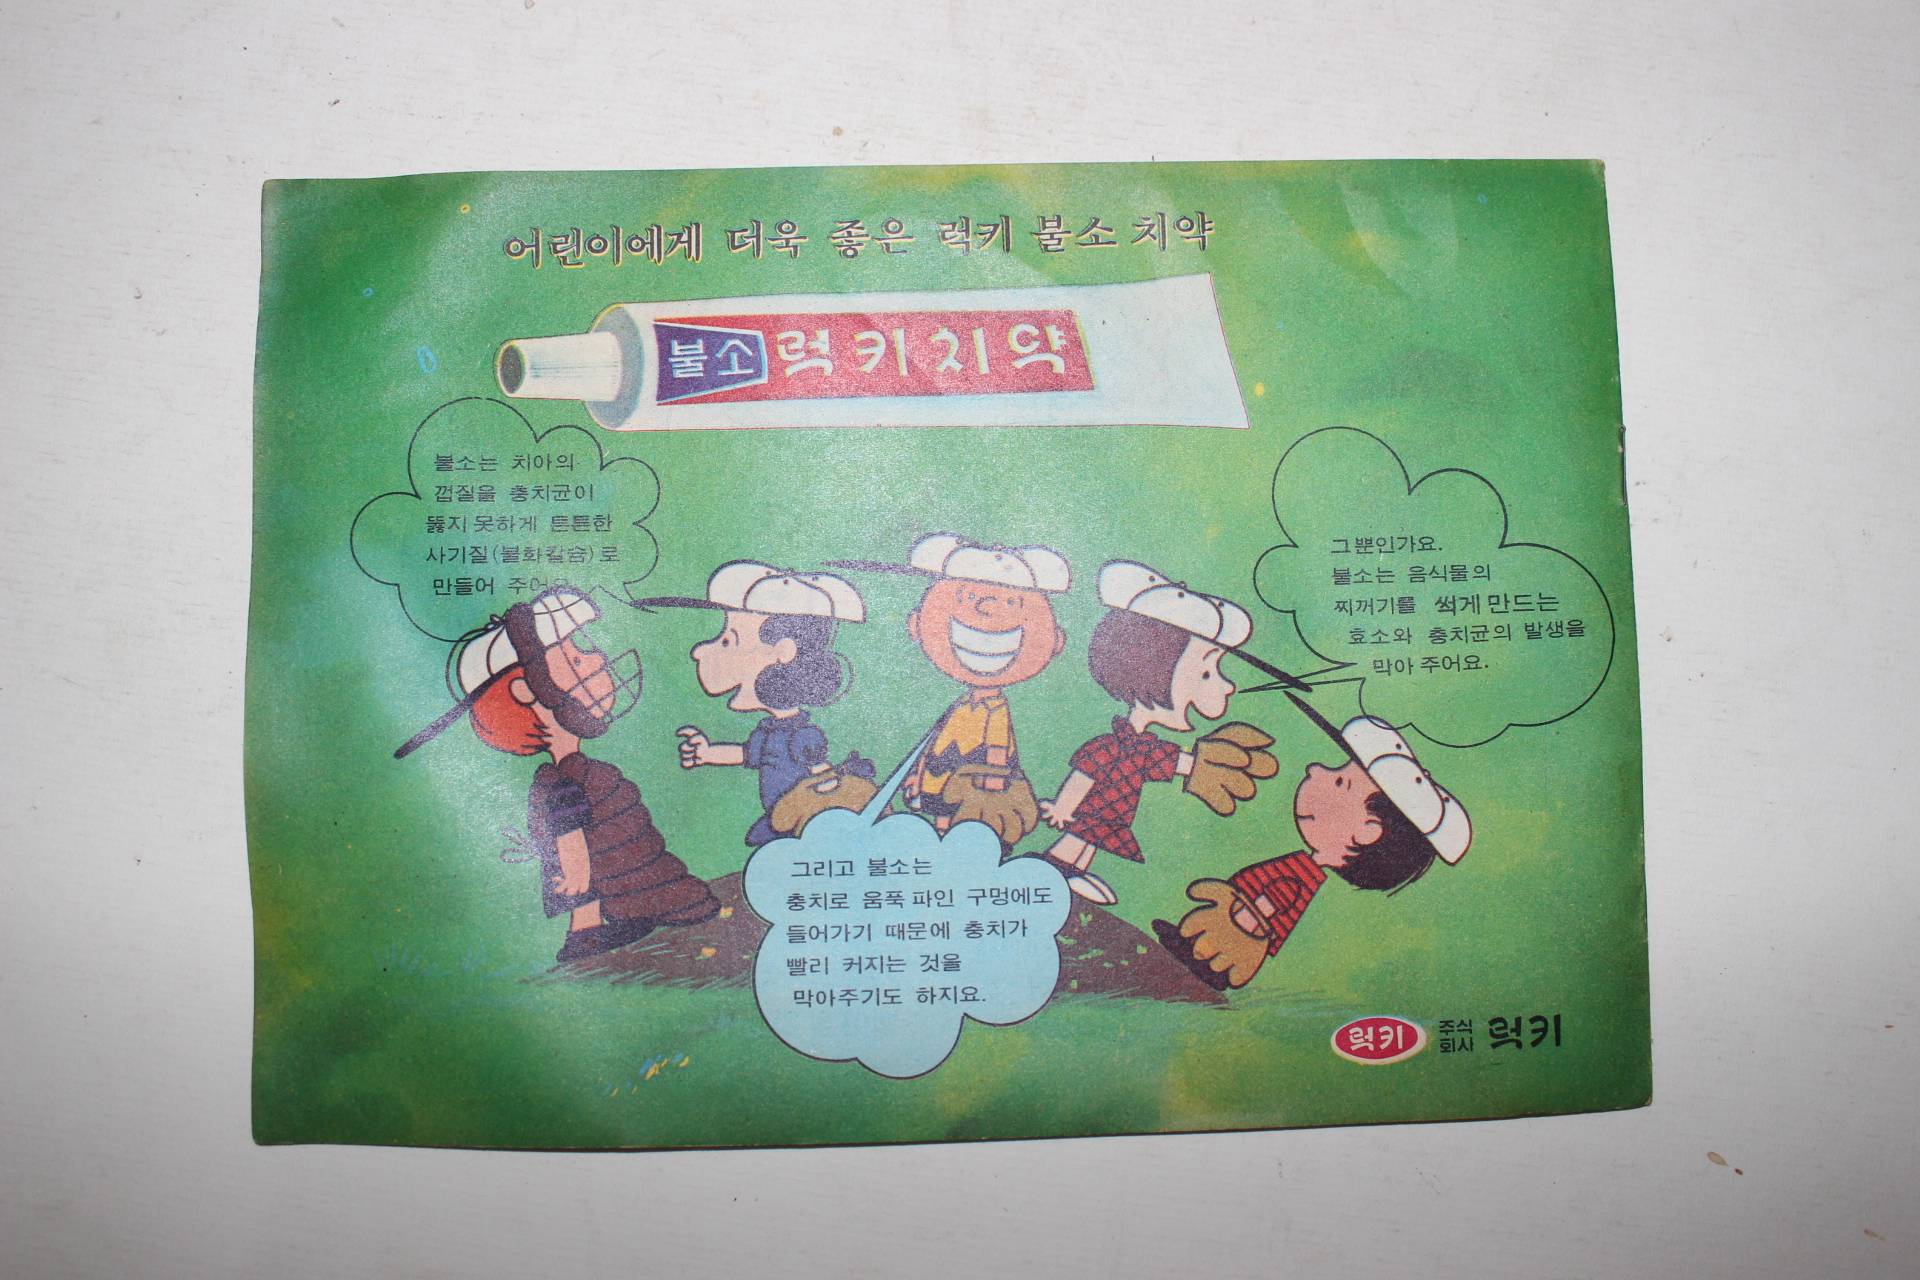 어린이에게 더욱 좋은 럭키 불소 치약
불소 럭키치약
불소는 치아의
껍질을 충치균이
뚫지 못하게 튼튼한
사기질(불화칼슘)로
만들어 주어요
그뿐인가요.
불소는 음식물의
찌꺼기를 썩게 만드는
효소와 충치균의 발생을
막아 주어요.
그리고 불소는
충치로 움푹 파인 구멍에도
들어가기 때문에 충치가
빨리 커지는 것을
막아주기도 하지요.
럭키 주식회사 럭키